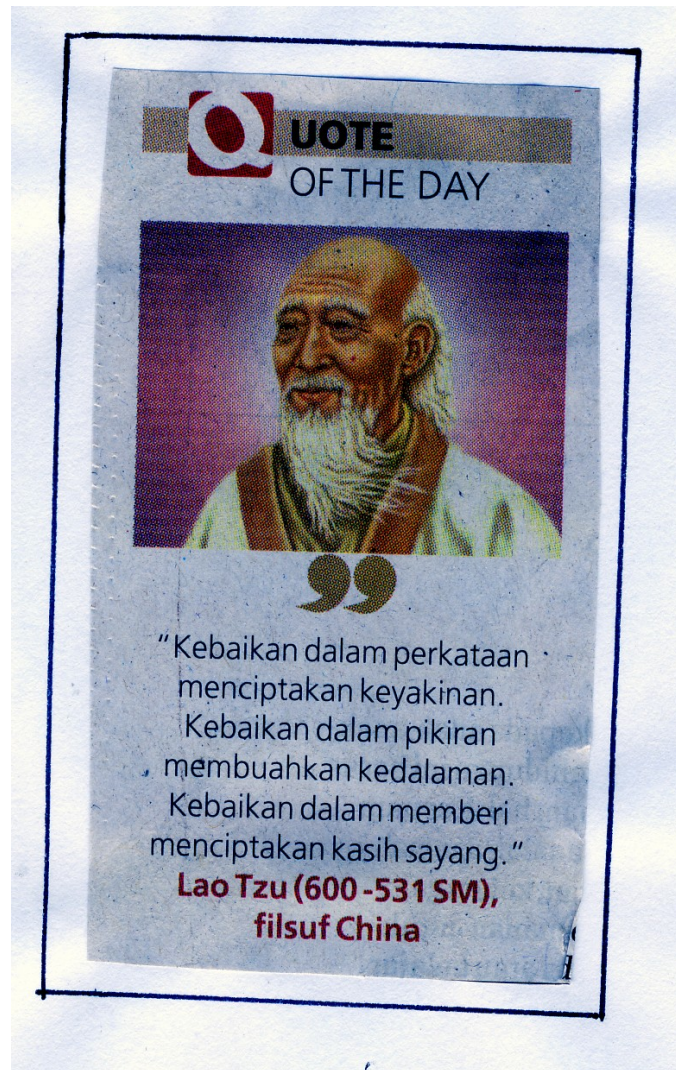 QUOTE
OF THE DAY
"Kebaikan dalam perkataan
menciptakan keyakinan.
Kebaikan dalam pikiran
membuahkan kedalaman.
Kebaikan dalam memberi
menciptakan kasih sayang."
Lao Tzu (600-531 SM),
filsuf China